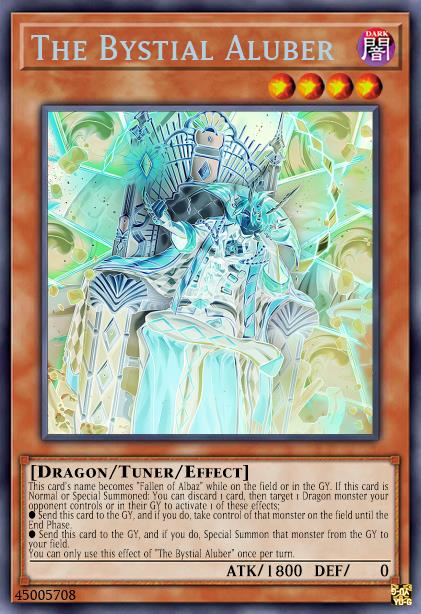 THE BYSTIAL ALUBER
DARK
闇
[DRAGON/TUNER/EFFECT]
This card's name becomes "Fallen of Albaz" while on the field or in the GY. If this card is
Normal or Special Summoned: You can discard 1 card, then target 1 Dragon monster your
opponent controls or in their GY to activate 1 of these effects;
● Send this card to the GY, and if you do, take control of that monster on the field until the
End Phase.
● Send this card to the GY, and if you do, Special Summon that monster from the GY to
your field.
You can only use this effect of "The Bystial Aluber" once per turn.
ATK/1800 DEF/ 0
45005708